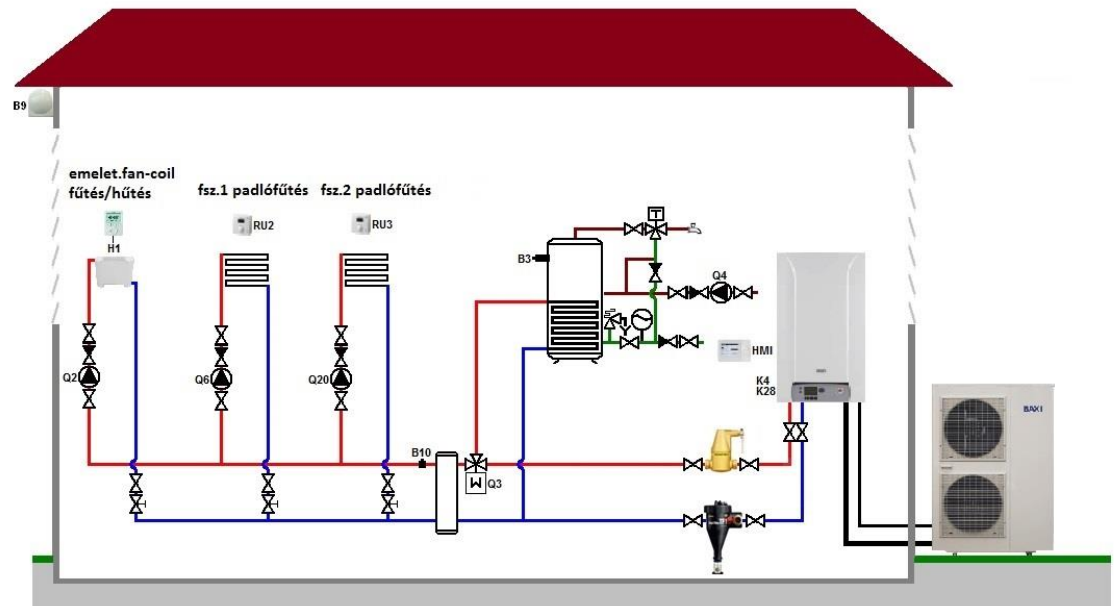 B9
emelet.fan-coil
fűtés/hűtés
fsz.1 padlófűtés
fsz.2 padlófűtés
H1
RU2
RU3
T
B3
Q4
HMI
K4
K28
Q2
Q6
Q20
B10
M
Q3
BAXI